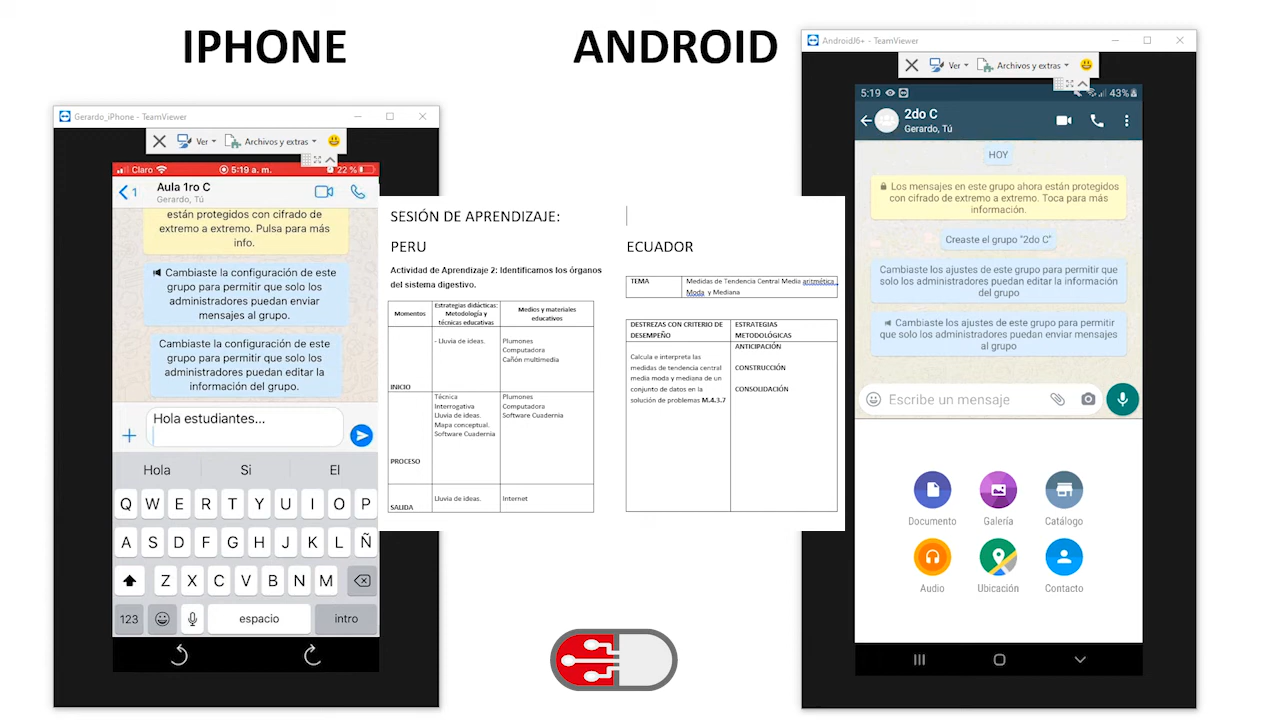 IPHONE
ANDROID
Gerardo_iPhone - TeamViewer
Ver
Archivos y extras
Claro
5:19 a. m.
22 %
1
Aula 1ro C
Gerardo, Tú
están protegidos con cifrado de
extremo a extremo. Pulsa para más
info.
Cambiaste la configuración de este
grupo para permitir que solo los
administradores puedan enviar
mensajes al grupo.
Cambiaste la configuración de este
grupo para permitir que solo los
administradores puedan editar la
información del grupo.
Hola estudiantes...
Hola
Si
El
Q W E R T Y U I O P
A S D F G H J K L Ñ
Z X C V B N M
123
espacio
intro
SESIÓN DE APRENDIZAJE:
PERU
Actividad de Aprendizaje 2: Identificamos los órganos
del sistema digestivo.
Momentos
Estrategias didácticas:
Metodología y
técnicas educativas
Medios y materiales
educativos
INICIO
- Lluvia de ideas.
Plumones
Computadora
Cañón multimedia
PROCESO
Técnica
Interrogativa
Lluvia de ideas.
Mapa conceptual.
Software Cuadernia
Plumones
Computadora
Software Cuadernia
SALIDA
Lluvia de ideas.
Internet
ECUADOR
TEMA
Medidas de Tendencia Central Media aritmética ,
Moda y Mediana
DESTREZAS CON CRITERIO DE
DESEMPEÑO
ESTRATEGIAS
METODOLÓGICAS
Calcula e interpreta las
medidas de tendencia central
media moda y mediana de un
conjunto de datos en la
solución de problemas M.4.3.7
ANTICIPACIÓN
CONSTRUCCIÓN
CONSOLIDACIÓN
AndroidJ6+ - TeamViewer
Ver
Archivos y extras
5:19
43%
2do C
Gerardo, Tú
HOY
Los mensajes en este grupo ahora están protegidos
con cifrado de extremo a extremo. Toca para más
información.
Creaste el grupo "2do C"
Cambiaste los ajustes de este grupo para permitir que
solo los administradores puedan editar la información
del grupo
Cambiaste los ajustes de este grupo para permitir
que solo los administradores puedan enviar mensajes
al grupo
Escribe un mensaje
Documento
Galería
Catálogo
Audio
Ubicación
Contacto